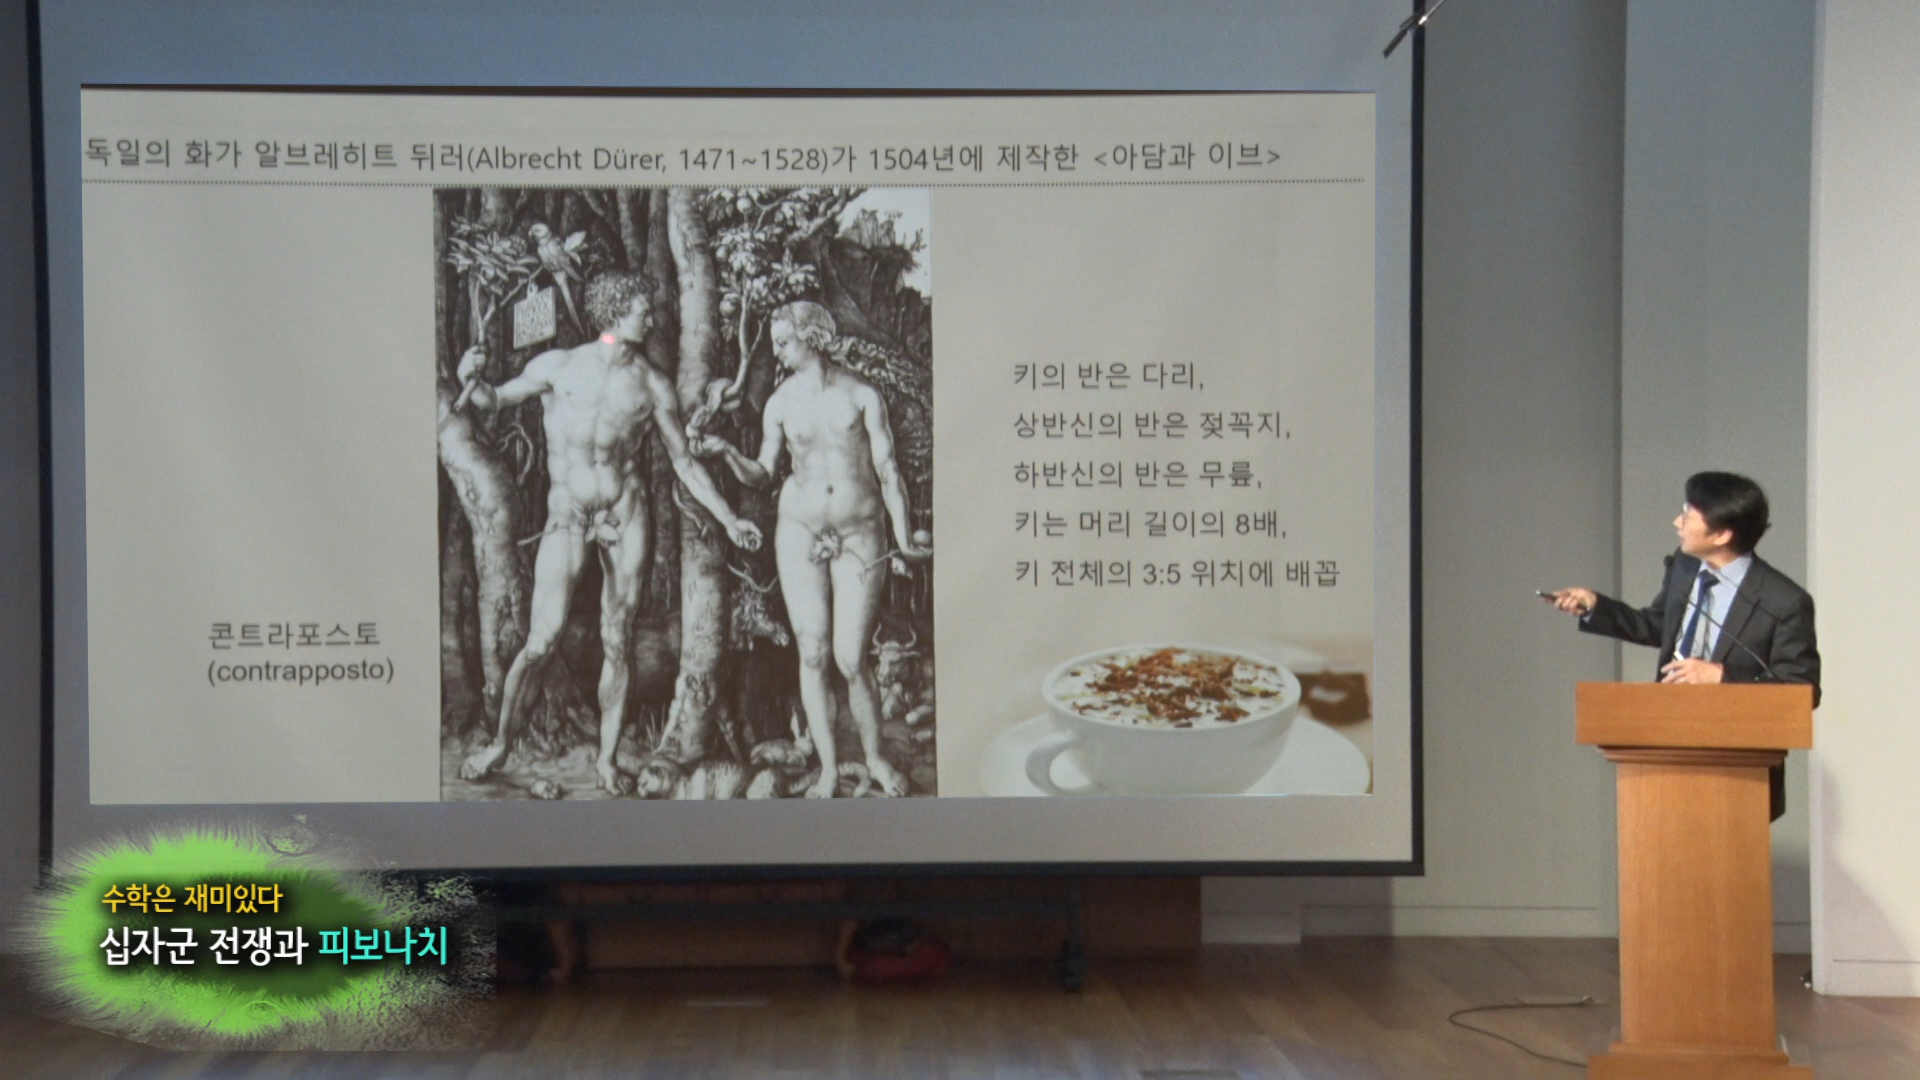 독일의 화가 알브레히트 뒤러(Albrecht Dürer, 1471~1528)가 1504년에 제작한 <아담과 이브>
키의 반은 다리,
상반신의 반은 젖꼭지,
하반신의 반은 무릎,
키는 머리 길이의 8배,
키 전체의 3:5 위치에 배꼽
콘트라포스토
(contrapposto)
수학은 재미있다
십자군 전쟁과 피보나치